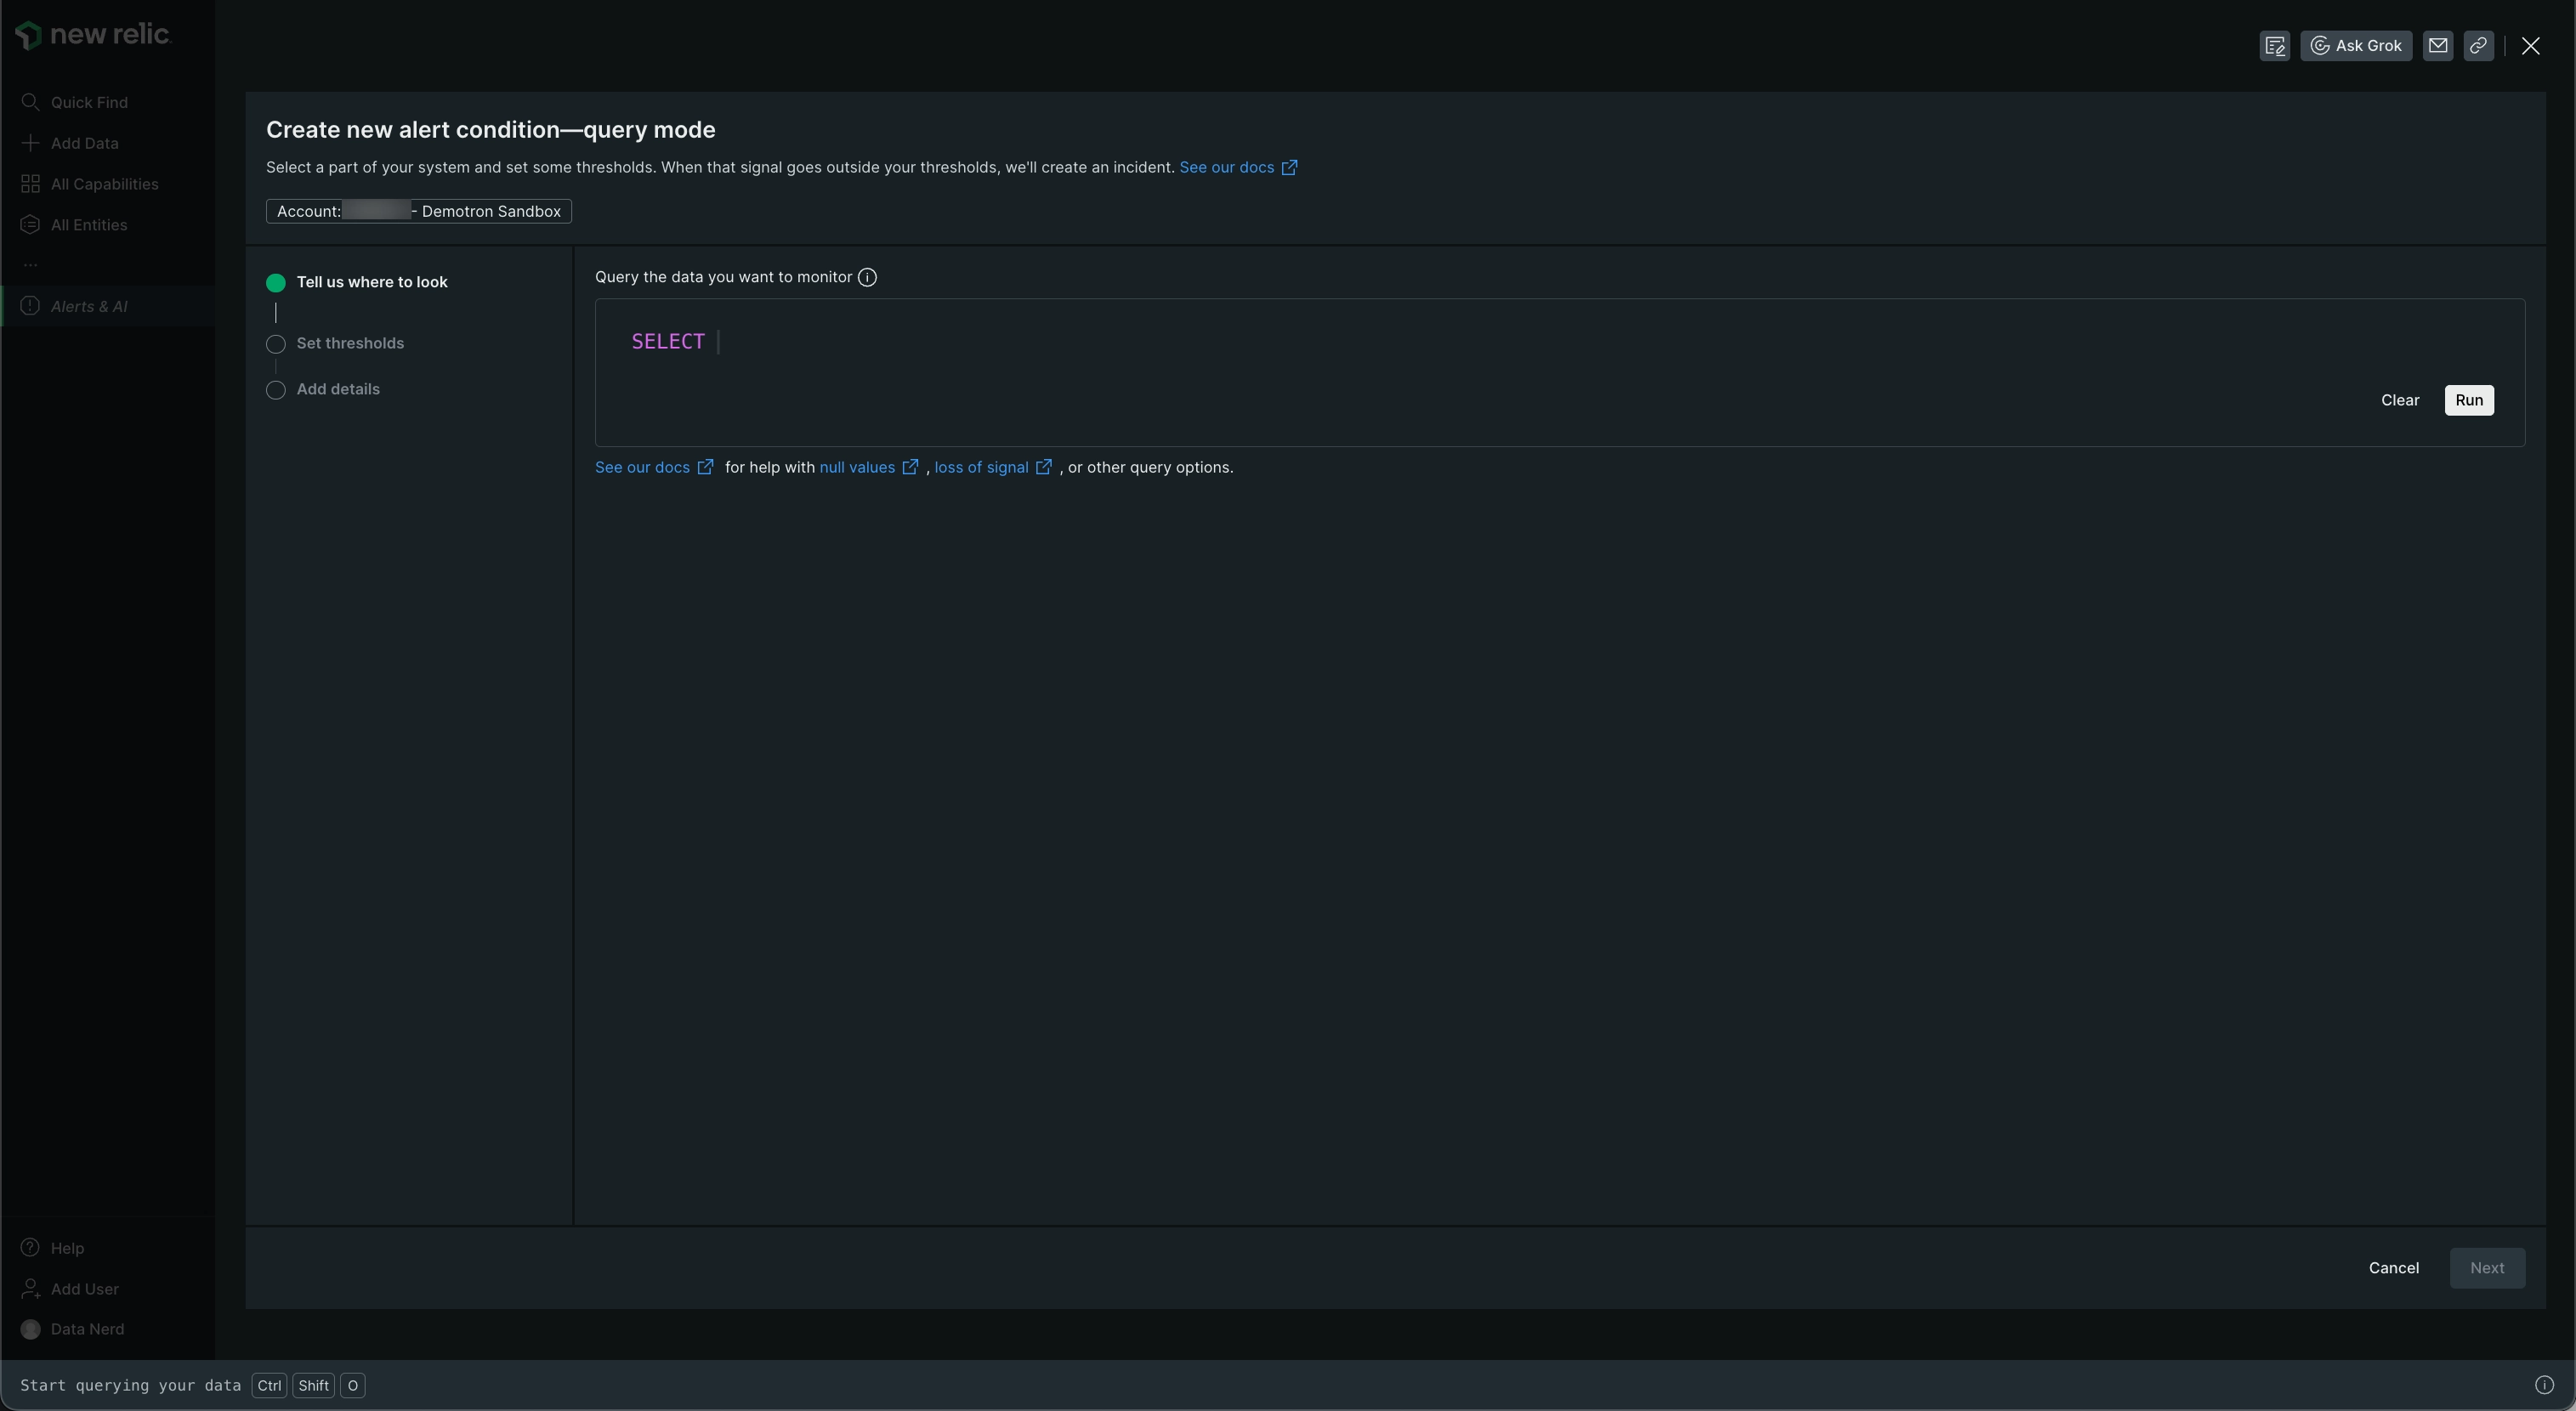 new relic.
Ask Grok
Quick Find
Add Data
All Capabilities
All Entities
...
Alerts & AI
Create new alert condition—query mode
Select a part of your system and set some thresholds. When that signal goes outside your thresholds, we'll create an incident. See our docs
Account: - Demotron Sandbox
Tell us where to look
Set thresholds
Add details
Query the data you want to monitor
SELECT
Clear
Run
See our docs for help with null values , loss of signal , or other query options.
Help
Add User
Data Nerd
Cancel
Next
Start querying your data Ctrl Shift O